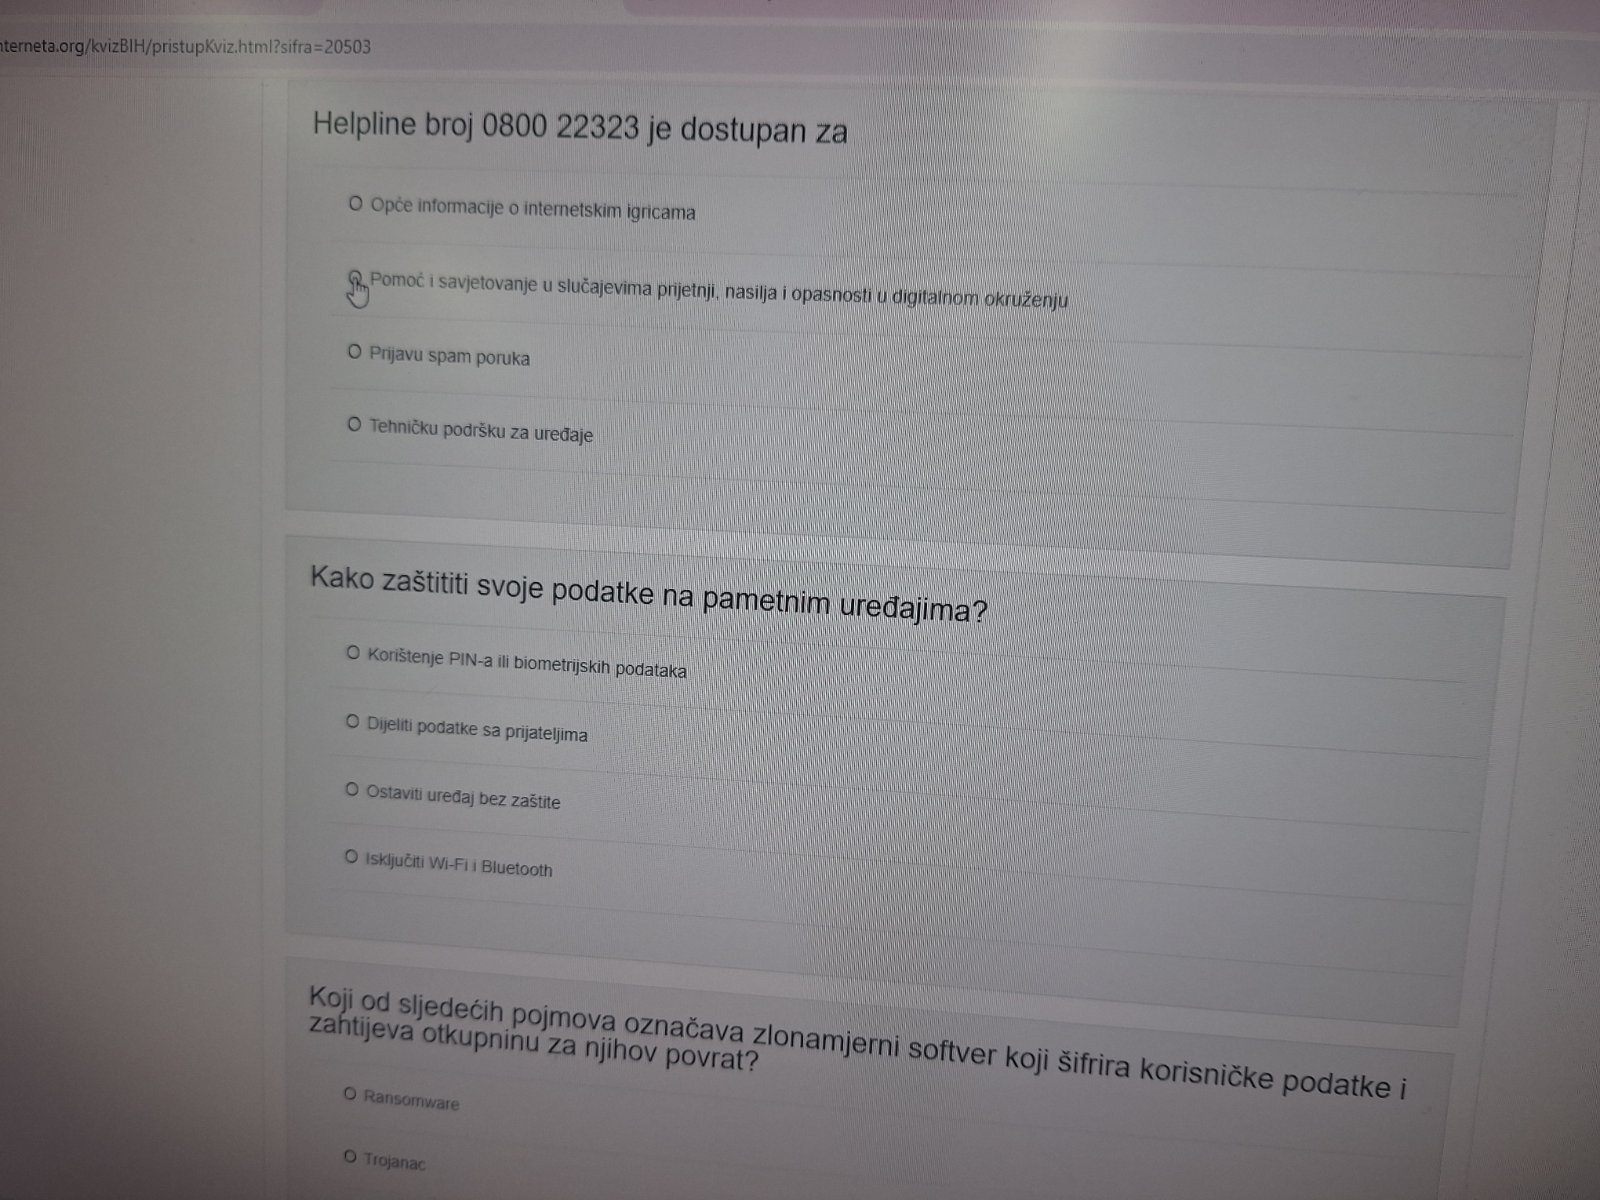 nterneta.org/kvizBIH/pristupKviz.html?sifra=20503
Helpline broj 0800 22323 je dostupan za
Opće informacije o internetskim igricama
Pomoć i savjetovanje u slučajevima prijetnji, nasilja i opasnosti u digitalnom okruženju
Prijavu spam poruka
Tehničku podršku za uređaje
Kako zaštititi svoje podatke na pametnim uređajima?
Korištenje PIN-a ili biometrijskih podataka
Dijeliti podatke sa prijateljima
Ostaviti uređaj bez zaštite
Isključiti Wi-Fi i Bluetooth
Koji od sljedećih pojmova označava zlonamjerni softver koji šifrira korisničke podatke i
zahtijeva otkupninu za njihov povrat?
Ransomware
Trojanac